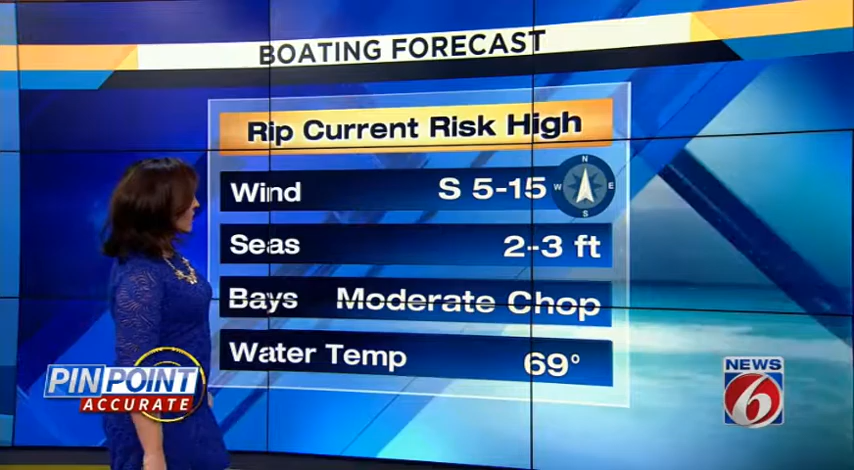 BOATING FORECAST
Rip Current Risk High
Wind S 5-15
N
W E
S
Seas 2-3 ft
Bays Moderate Chop
Water Temp 69°
PINPOINT
ACCURATE
NEWS
6